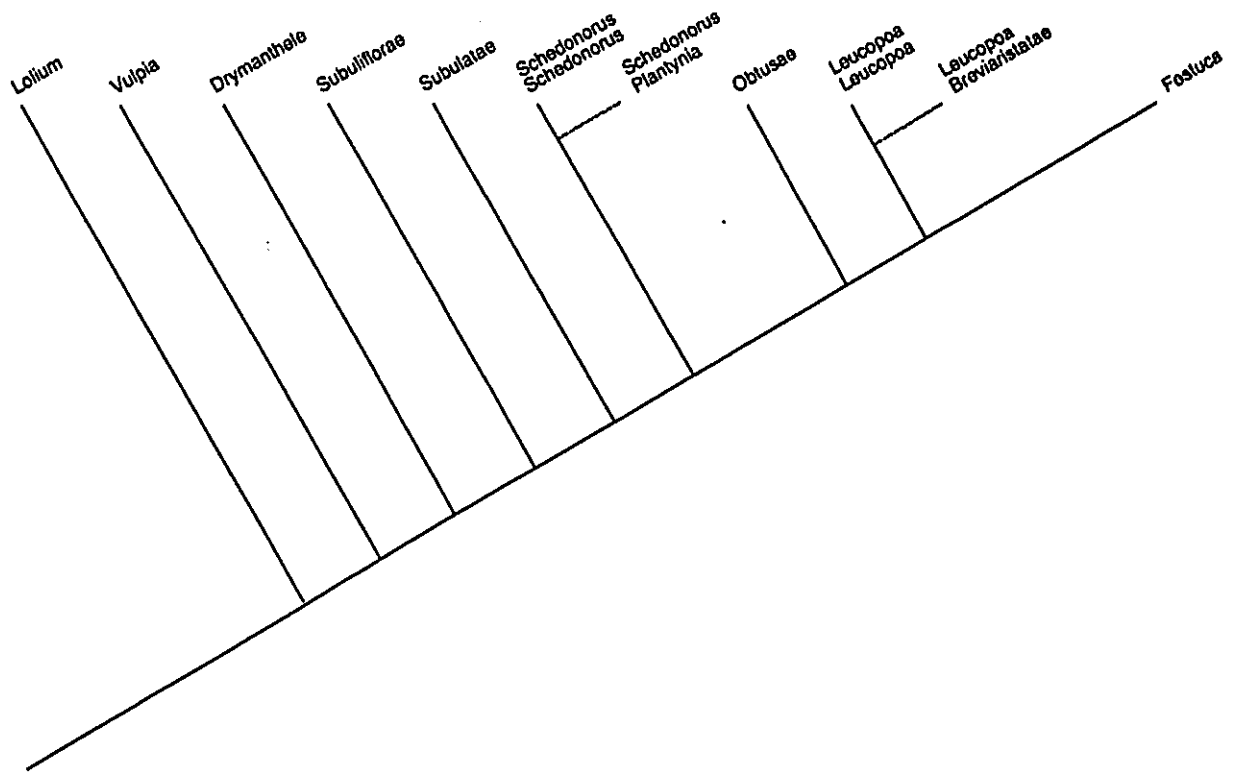 Lolium
Vulpia
Drymanthele
Subuliflorae
Subulatae
Schedonorus
Schedonorus
Schedonorus
Plantynia
Obtusae
Leucopoa
Leucopoa
Leucopoa
Breviaristatae
Festuca